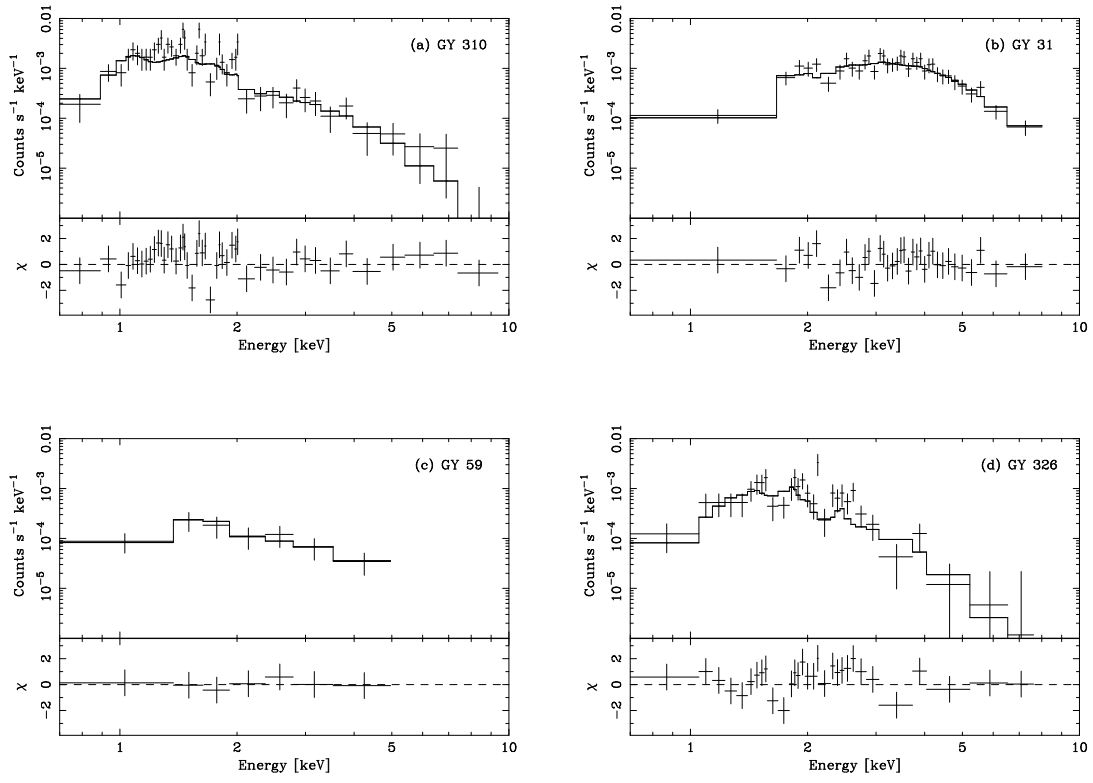 (a) GY 310
Counts s⁻¹ keV⁻¹
0.01
10⁻³
10⁻⁴
10⁻⁵
χ
2
0
−2
1
2
5
10
Energy [keV]
(b) GY 31
Counts s⁻¹ keV⁻¹
0.01
10⁻³
10⁻⁴
10⁻⁵
χ
2
0
−2
1
2
5
10
Energy [keV]
(c) GY 59
Counts s⁻¹ keV⁻¹
0.01
10⁻³
10⁻⁴
10⁻⁵
χ
2
0
−2
1
2
5
10
Energy [keV]
(d) GY 326
Counts s⁻¹ keV⁻¹
0.01
10⁻³
10⁻⁴
10⁻⁵
χ
2
0
−2
1
2
5
10
Energy [keV]